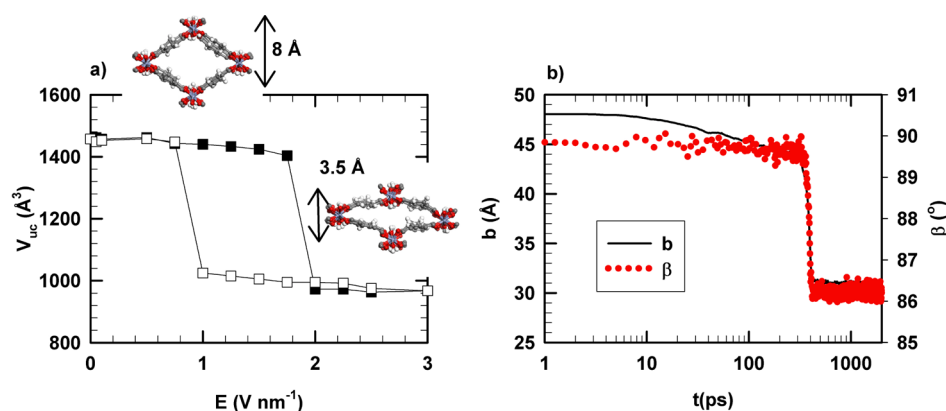 8 Å
a)
b)
1600
1400
1200
1000
800
V_uc (Å³)
3.5 Å
0
1
2
3
E (V nm⁻¹)
50
45
40
35
30
25
b (Å)
b
β
91
90
89
88
87
86
85
β (°)
1
10
100
1000
t(ps)